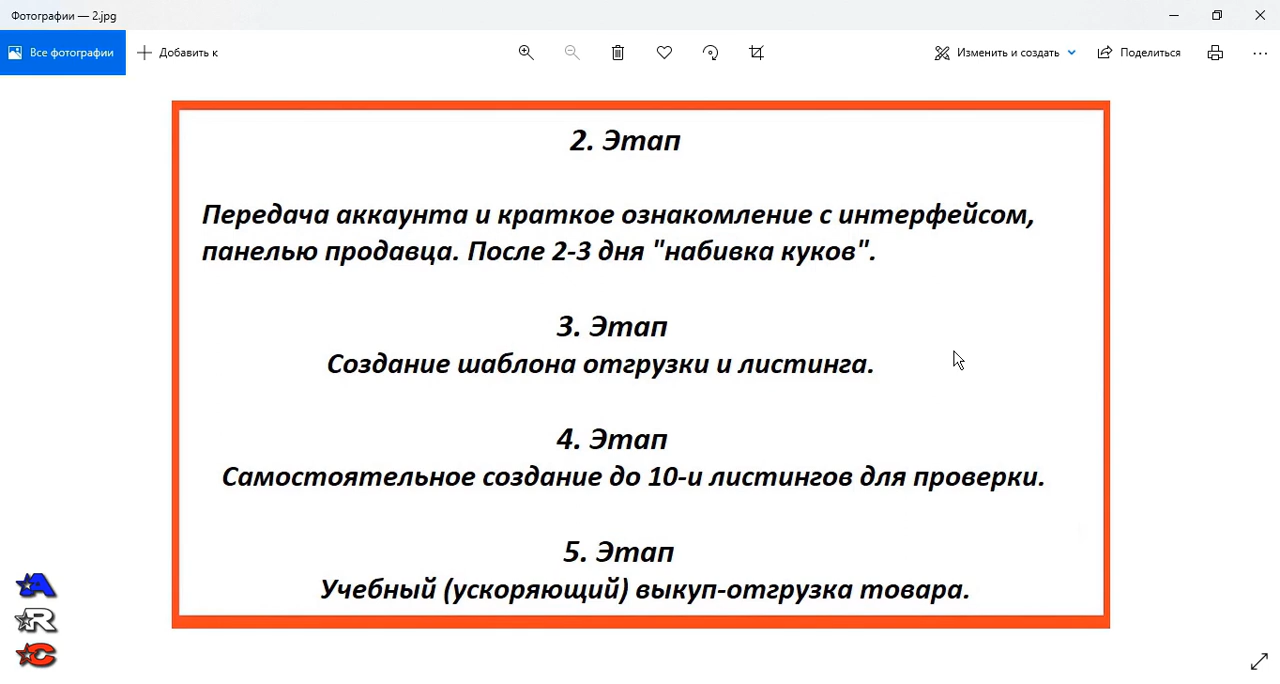 Фотографии — 2.jpg
Все фотографии
Добавить к
Изменить и создать
Поделиться
2. Этап
Передача аккаунта и краткое ознакомление с интерфейсом,
панелью продавца. После 2-3 дня "набивка куков".
3. Этап
Создание шаблона отгрузки и листинга.
4. Этап
Самостоятельное создание до 10-и листингов для проверки.
5. Этап
Учебный (ускоряющий) выкуп-отгрузка товара.
A
R
C